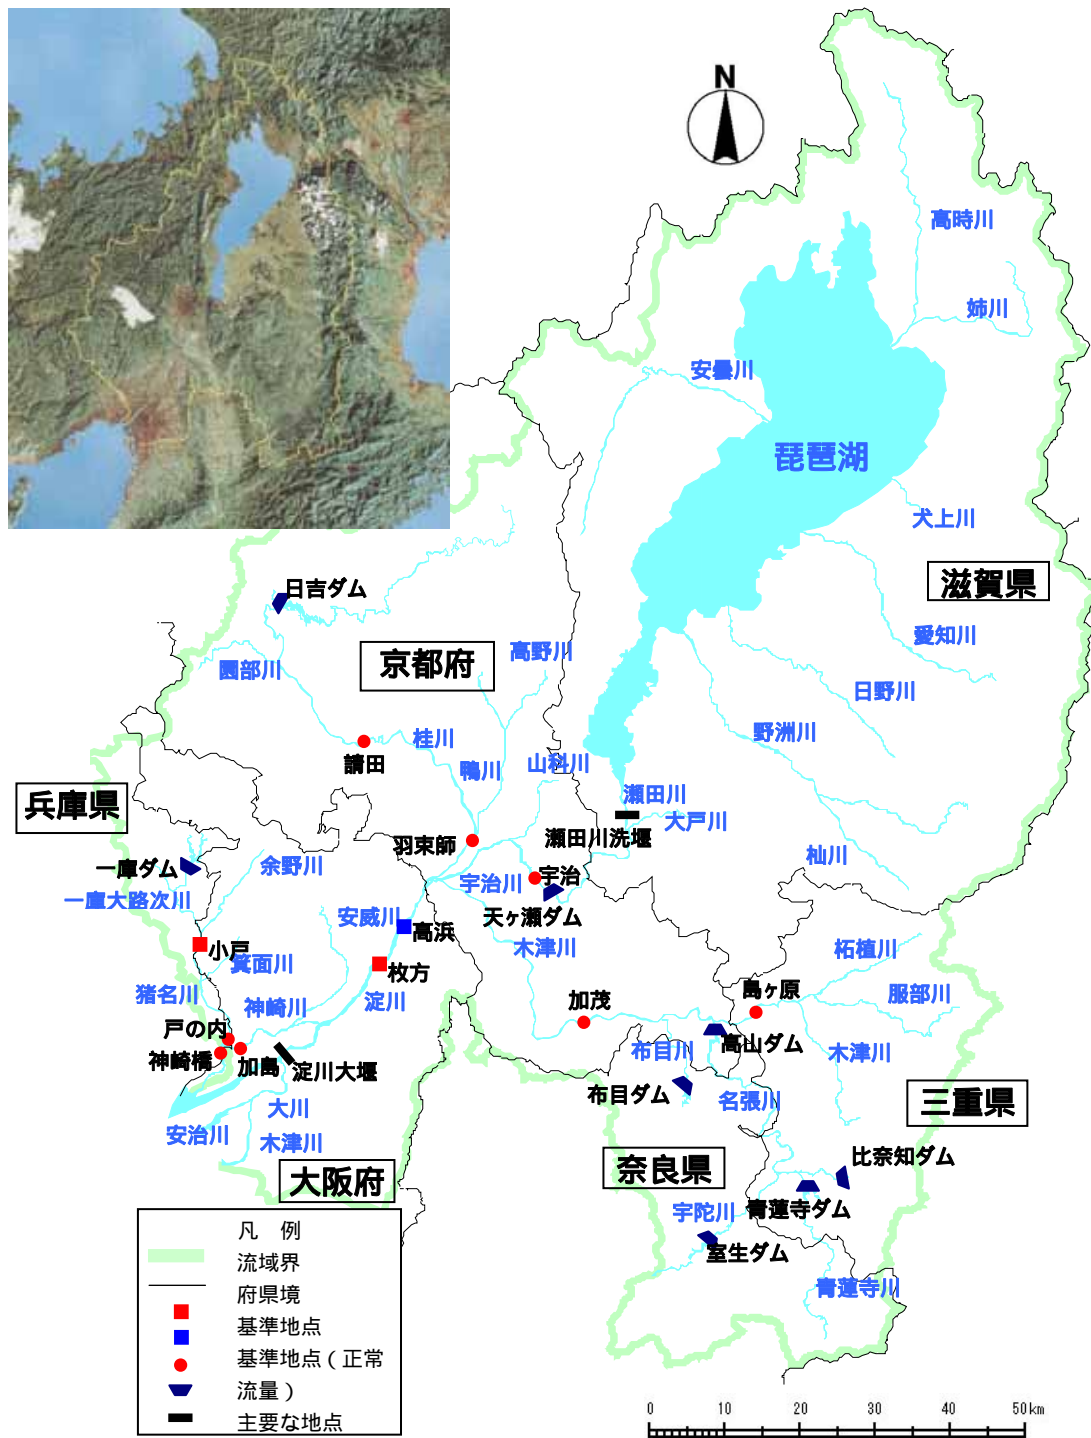 N
高時川
姉川
安曇川
琵琶湖
犬上川
滋賀県
日吉ダム
愛知川
高野川
京都府
園部川
日野川
野洲川
桂川
請田
鴨川
山科川
瀬田川
兵庫県
大戸川
瀬田川洗堰
羽束師
杣川
余野川
一庫ダム
宇治川
宇治
一庫大路次川
天ヶ瀬ダム
安威川
高浜
木津川
柘植川
小戸
箕面川
枚方
猪名川
神崎川
淀川
島ヶ原
服部川
加茂
戸の内
高山ダム
布目川
木津川
神崎橋
加島
淀川大堰
布目ダム
名張川
大川
三重県
安治川
木津川
比奈知ダム
大阪府
奈良県
青蓮寺ダム
宇陀川
室生ダム
青蓮寺川
凡 例
流域界
府県境
基準地点
基準地点（正常
流量）
主要な地点
0 10 20 30 40 50km